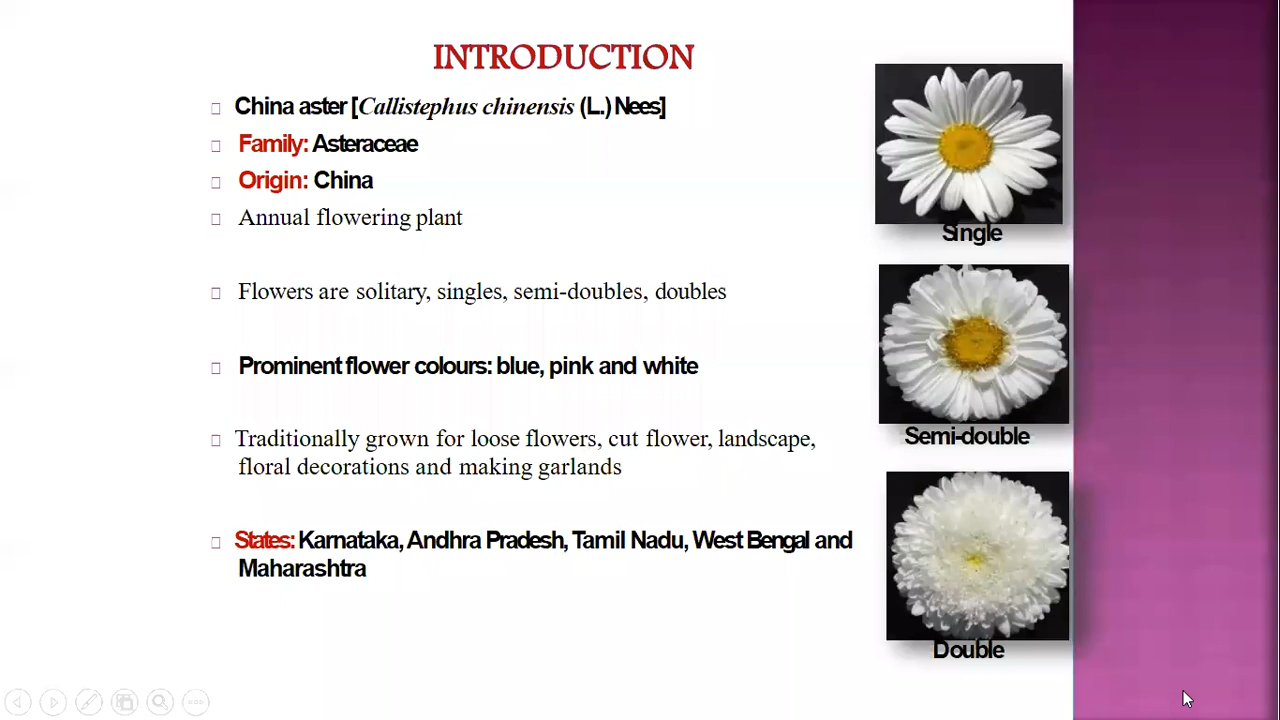 INTRODUCTION
China aster [Callistephus chinensis (L.) Nees]
Family: Asteraceae
Origin: China
Annual flowering plant
Flowers are solitary, singles, semi-doubles, doubles
Prominent flower colours: blue, pink and white
Traditionally grown for loose flowers, cut flower, landscape,
floral decorations and making garlands
States: Karnataka, Andhra Pradesh, Tamil Nadu, West Bengal and
Maharashtra
Single
Semi-double
Double